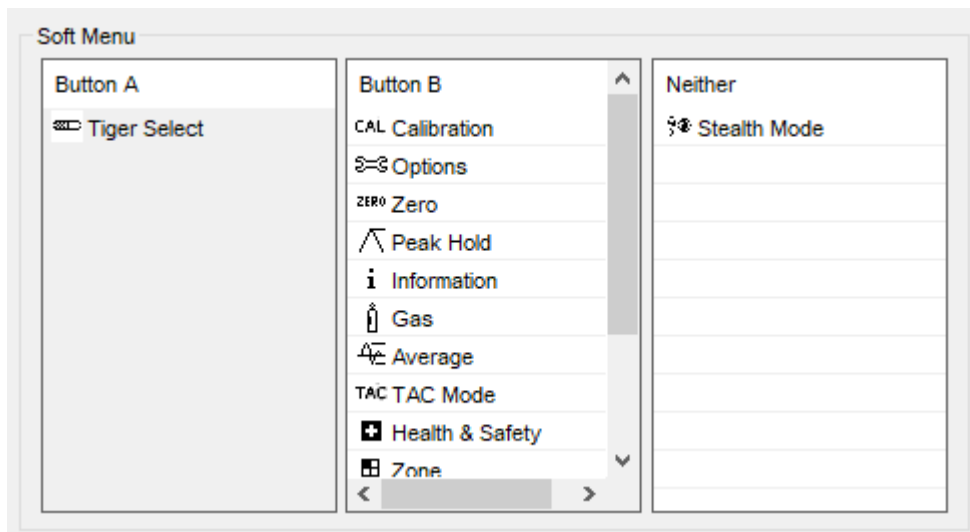 Soft Menu
Button A
Tiger Select
Button B
CAL Calibration
Options
ZERO Zero
Peak Hold
i Information
Gas
Average
TAC TAC Mode
Health & Safety
Zone
Neither
Stealth Mode